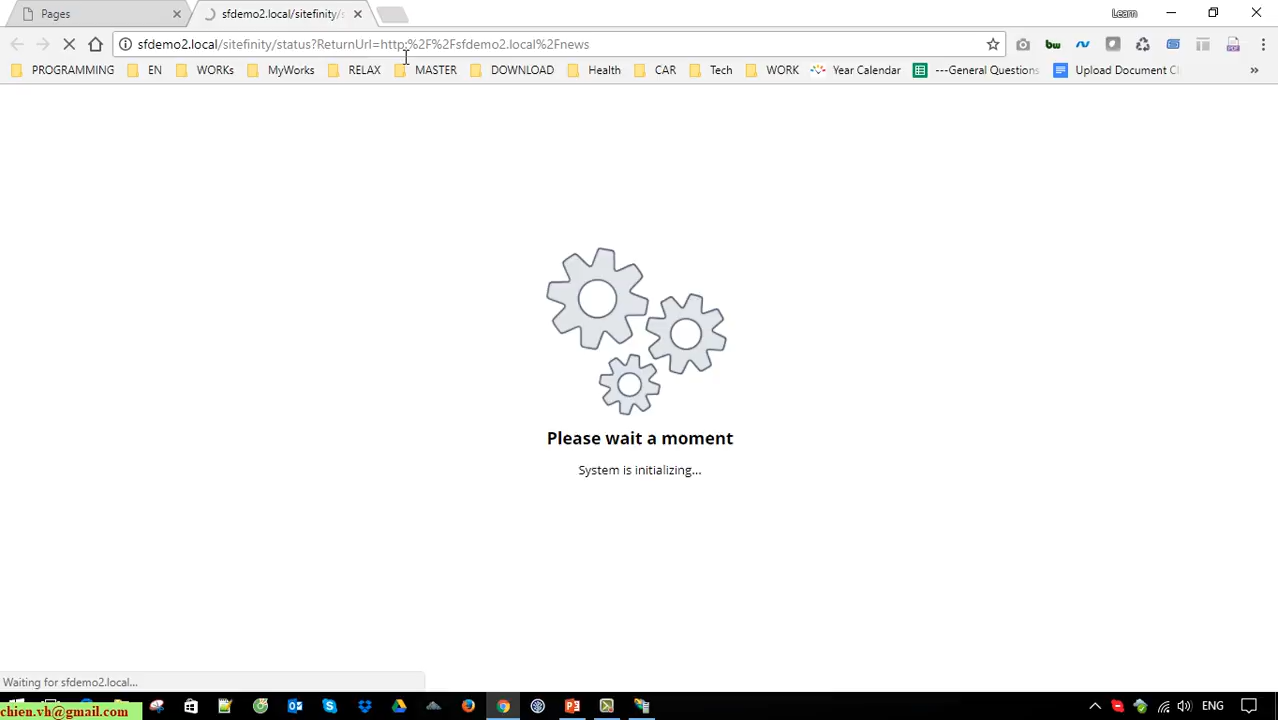 Pages
sfdemo2.local/sitefinity/s
Learn
sfdemo2.local/sitefinity/status?ReturnUrl=http:%2F%2Fsfdemo2.local%2Fnews
PROGRAMMING EN WORKs MyWorks RELAX MASTER DOWNLOAD Health CAR Tech WORK Year Calendar ---General Questions Upload Document Cl
Please wait a moment
System is initializing...
Waiting for sfdemo2.local...
chien.vh@gmail.com
ENG